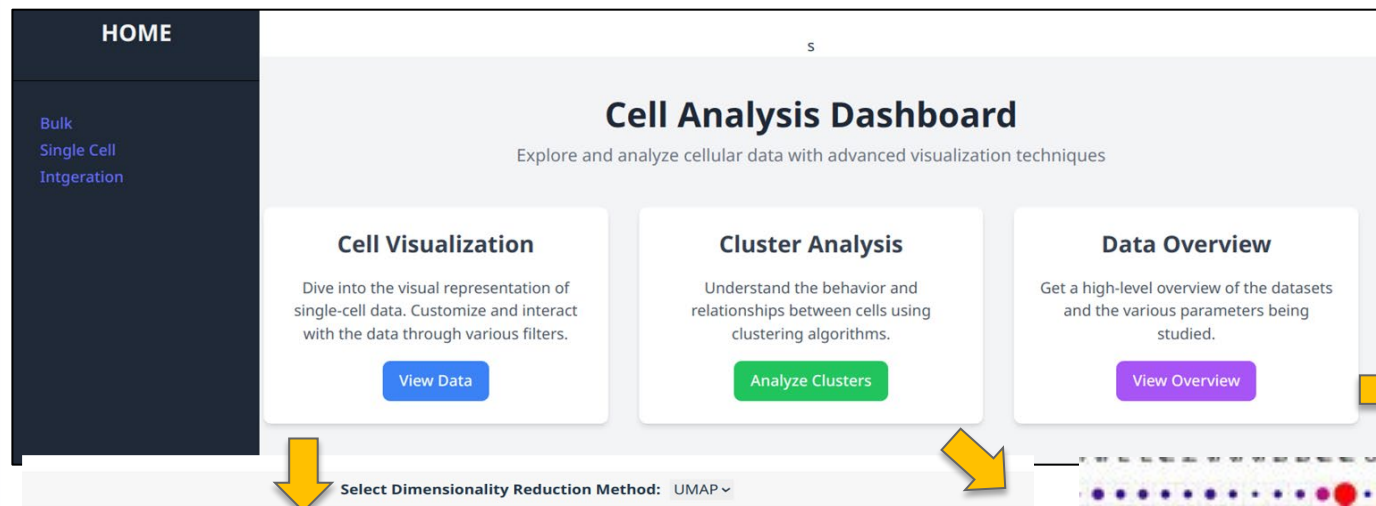 HOME
s
Bulk
Single Cell
Intgeration
Cell Analysis Dashboard
Explore and analyze cellular data with advanced visualization techniques
Cell Visualization
Dive into the visual representation of
single-cell data. Customize and interact
with the data through various filters.
View Data
Cluster Analysis
Understand the behavior and
relationships between cells using
clustering algorithms.
Analyze Clusters
Data Overview
Get a high-level overview of the datasets
and the various parameters being
studied.
View Overview
Select Dimensionality Reduction Method: UMAP